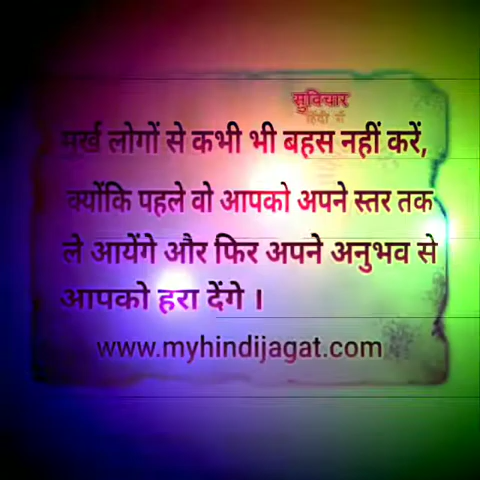 सुविचार
हिंदी में
मूर्ख लोगों से कभी भी बहस नहीं करें,
क्योंकि पहले वो आपको अपने स्तर तक
ले आयेंगे और फिर अपने अनुभव से
आपको हरा देंगे ।
www.myhindijagat.com